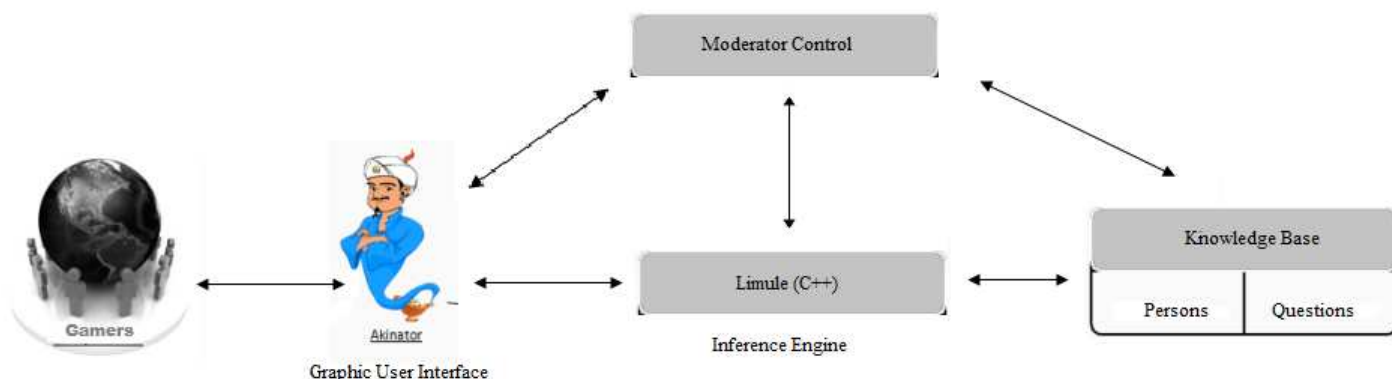 Moderator Control
Knowledge Base
Limule (C++)
Persons
Questions
Gamers
Akinator
Inference Engine
Graphic User Interface